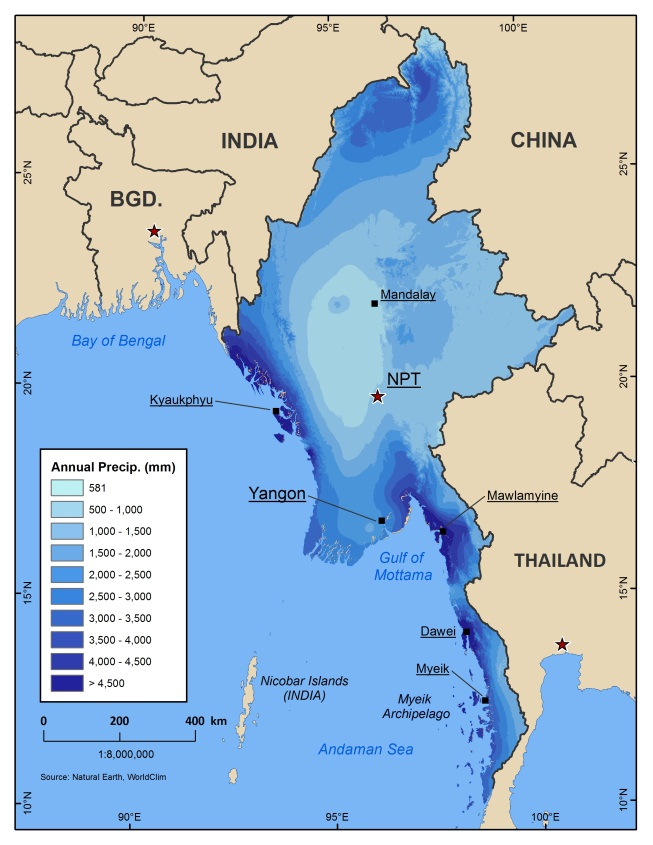 90°E 95°E 100°E
INDIA
CHINA
25°N 25°N
BGD.
Mandalay
Bay of Bengal
20°N 20°N
NPT
Kyaukphyu
Annual Precip. (mm)
581
500 - 1,000
1,000 - 1,500
1,500 - 2,000
2,000 - 2,500
2,500 - 3,000
3,000 - 3,500
3,500 - 4,000
4,000 - 4,500
> 4,500
Yangon
Mawlamyine
Gulf of
Mottama
THAILAND
15°N 15°N
Dawei
Myeik
Nicobar Islands
(INDIA)
Myeik
Archipelago
0 200 400 km
1:8,000,000
Andaman Sea
Source: Natural Earth, WorldClim
10°N 10°N
90°E 95°E 100°E